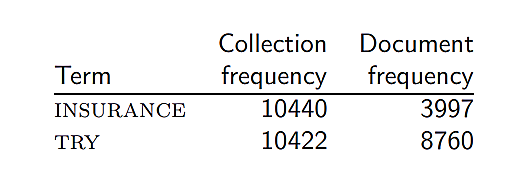 Collection Document
Term frequency frequency
INSURANCE 10440 3997
TRY 10422 8760